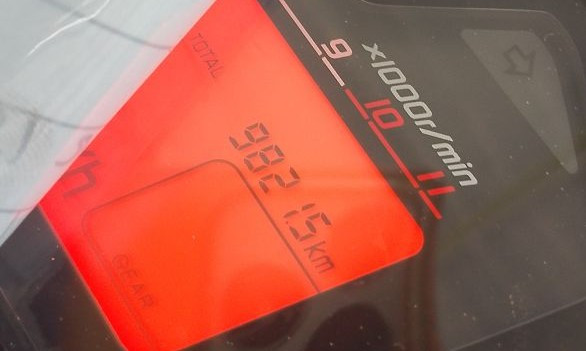 TOTAL
9
10
11
x1000r/min
98215km
GEAR